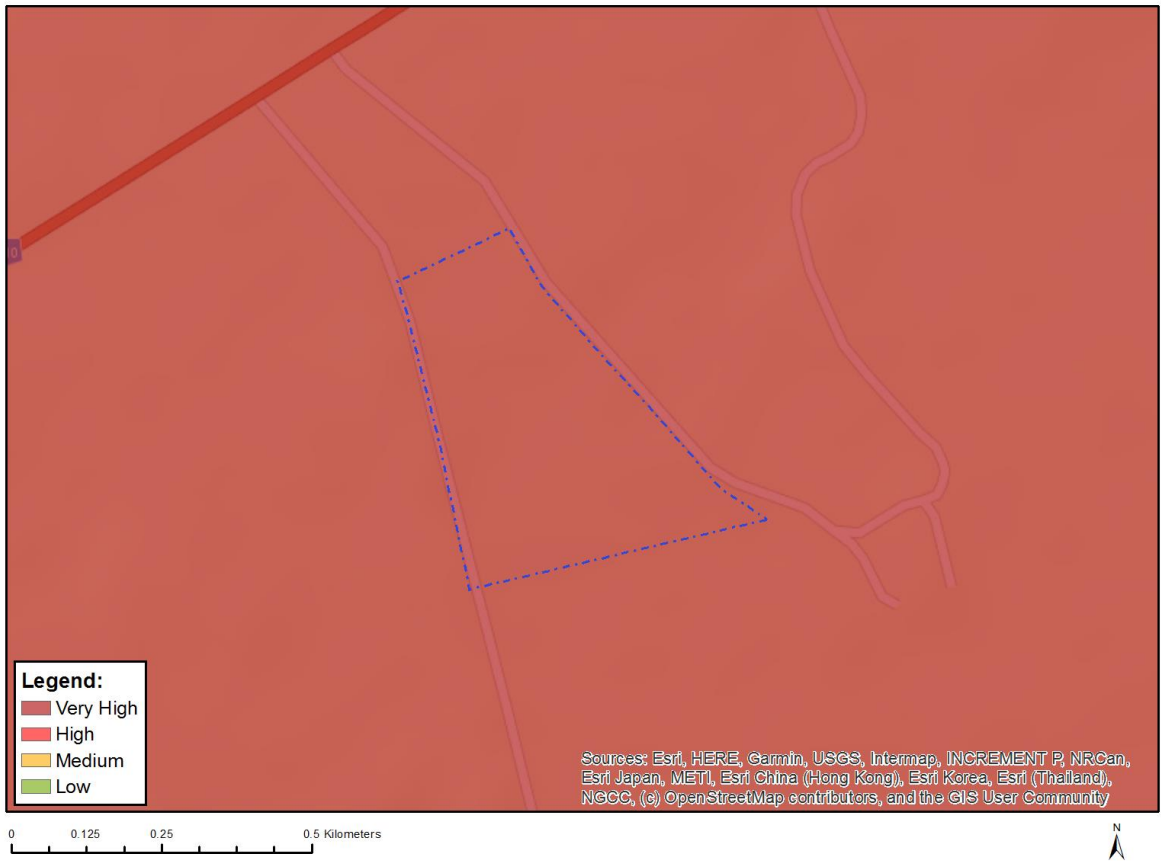 Legend:
Very High
High
Medium
Low
Sources: Esri, HERE, Garmin, USGS, Intermap, INCREMENT P, NRCan,
Esri Japan, METI, Esri China (Hong Kong), Esri Korea, Esri (Thailand),
NGCC, (c) OpenStreetMap contributors, and the GIS User Community
0 0.125 0.25 0.5 Kilometers
N